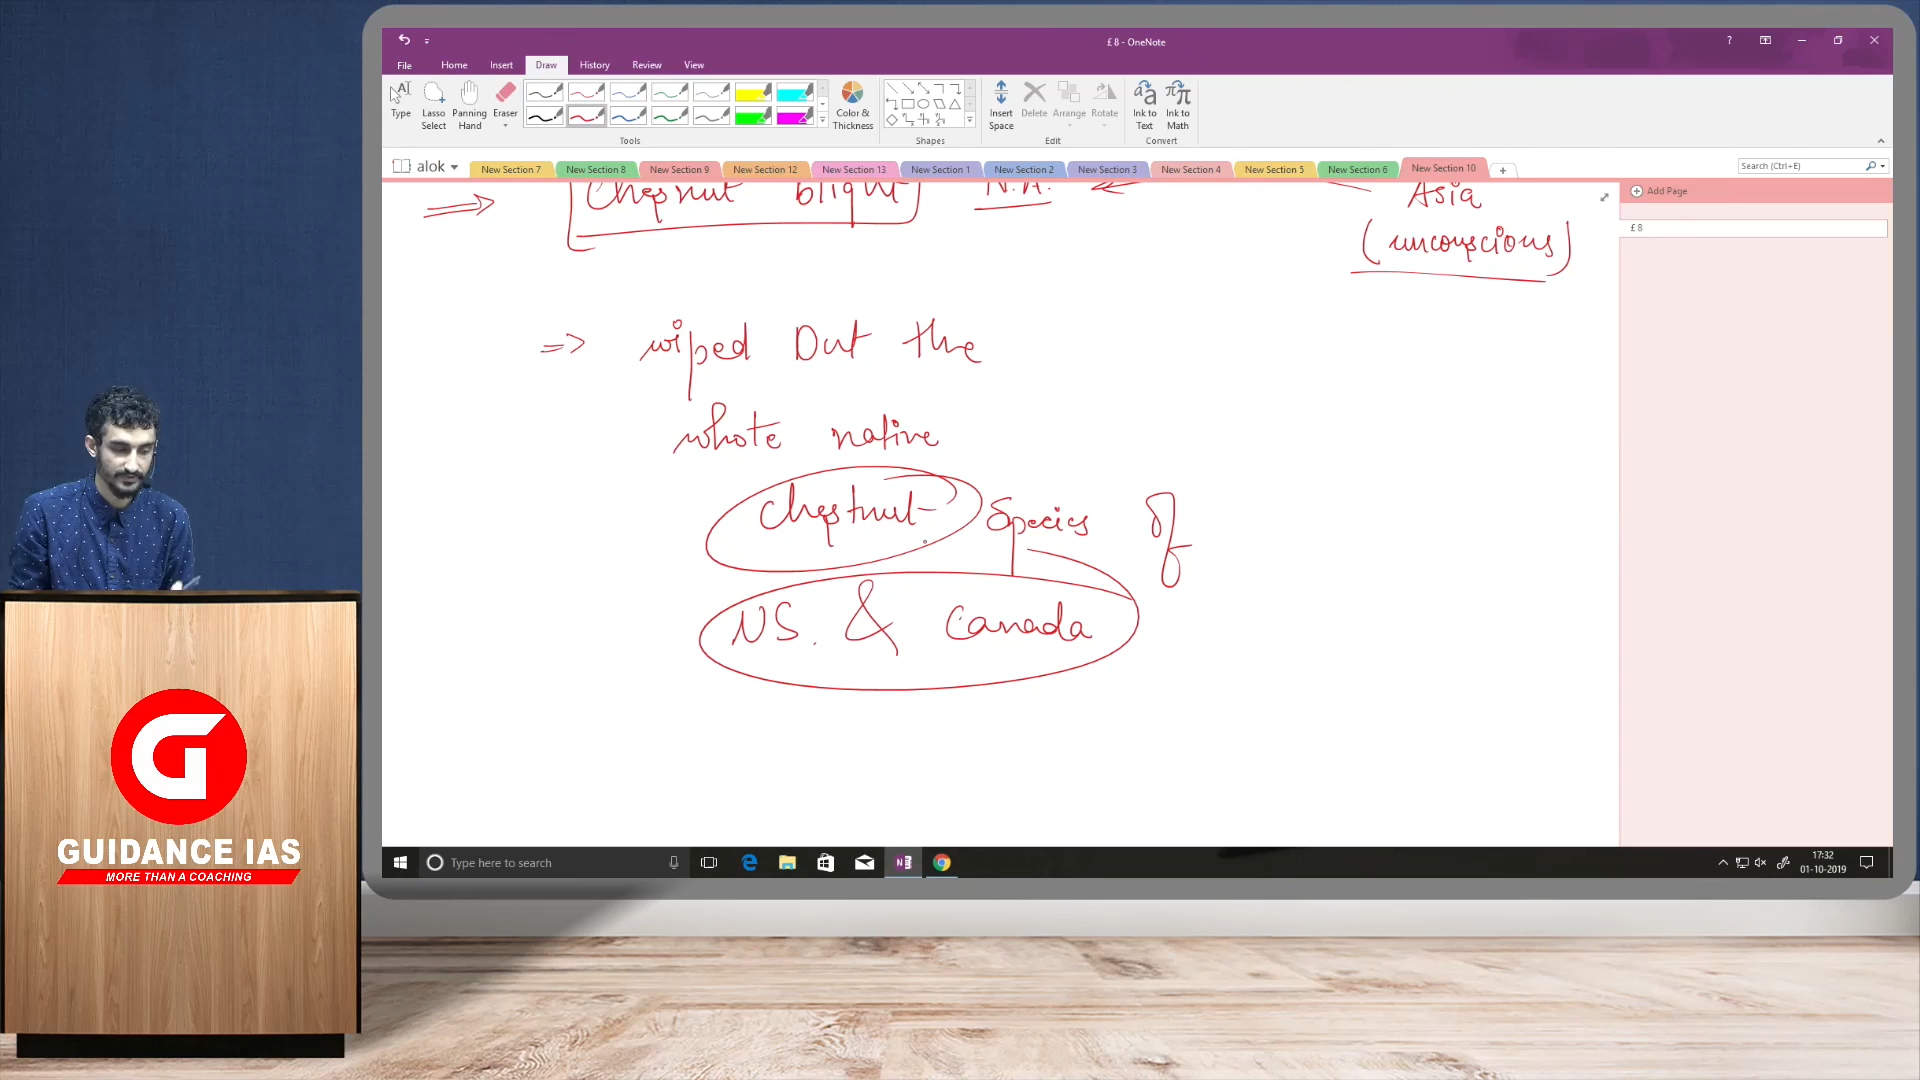 £ 8 - OneNote
File Home Insert Draw History Review View
Type
Lasso Select
Panning Hand
Eraser
Color & Thickness
Insert Space
Delete
Arrange
Rotate
Ink to Text
Ink to Math
Tools
Shapes
Edit
Convert
alok
New Section 7 New Section 8 New Section 9 New Section 12 New Section 13 New Section 1 New Section 2 New Section 3 New Section 4 New Section 5 New Section 6 New Section 10
Search (Ctrl+E)
Add Page
£ 8
Chestnut blight N.A. Asia
(unconscious)
=> wiped Out the
whole native
Chestnut Species of
US. & Canada
GUIDANCE IAS
MORE THAN A COACHING
Type here to search
17:32
01-10-2019